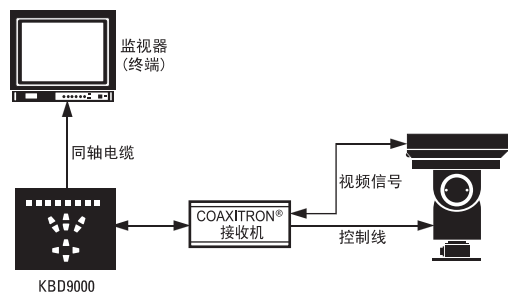 监视器
(终端)
同轴电缆
视频信号
COAXITRON®
接收机
控制线
KBD9000